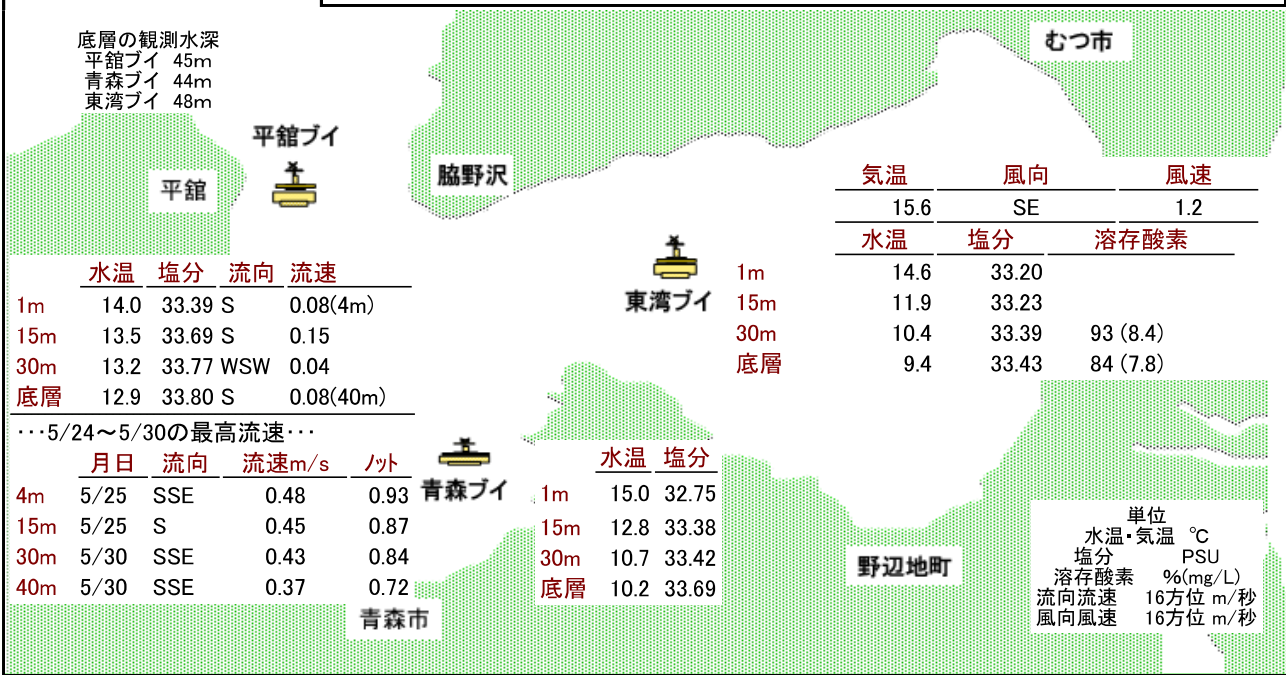 底層の観測水深
平舘ブイ 45m
青森ブイ 44m
東湾ブイ 48m
むつ市
平舘ブイ
脇野沢
平舘
気温 風向 風速
15.6 SE 1.2
水温 塩分 溶存酸素
1m 14.6 33.20
15m 11.9 33.23
30m 10.4 33.39 93 (8.4)
底層 9.4 33.43 84 (7.8)
東湾ブイ
水温 塩分 流向 流速
1m 14.0 33.39 S 0.08(4m)
15m 13.5 33.69 S 0.15
30m 13.2 33.77 WSW 0.04
底層 12.9 33.80 S 0.08(40m)
･･･5/24～5/30の最高流速･･･
月日 流向 流速m/s ﾉｯﾄ
4m 5/25 SSE 0.48 0.93
15m 5/25 S 0.45 0.87
30m 5/30 SSE 0.43 0.84
40m 5/30 SSE 0.37 0.72
青森ブイ
水温 塩分
1m 15.0 32.75
15m 12.8 33.38
30m 10.7 33.42
底層 10.2 33.69
青森市
野辺地町
単位
水温・気温 ℃
塩分 PSU
溶存酸素 %(mg/L)
流向流速 16方位 m/秒
風向風速 16方位 m/秒